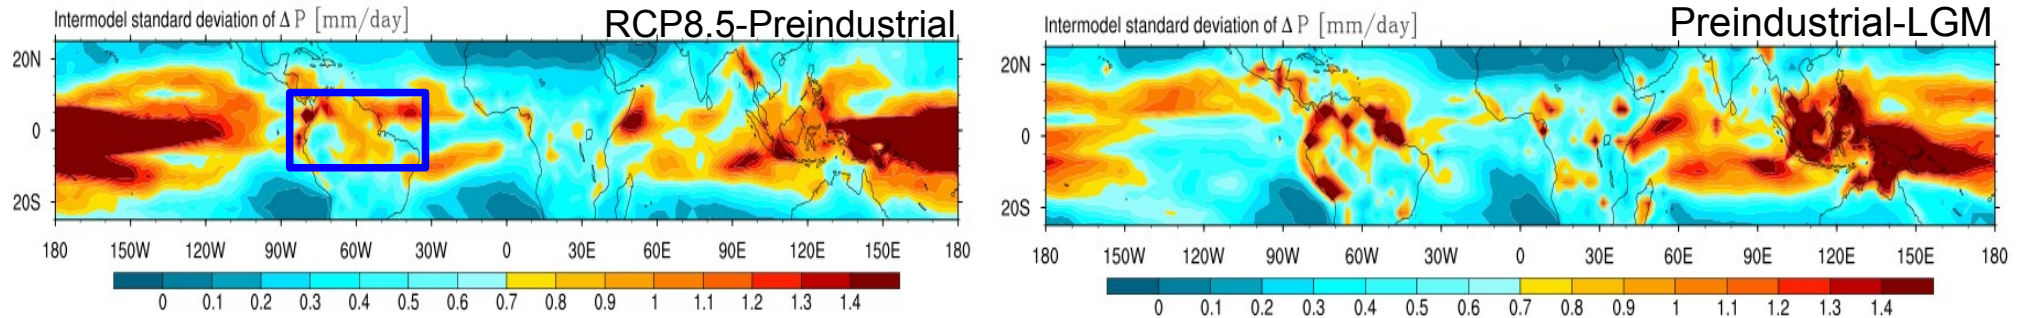 Intermodel standard deviation of Δ P [mm/day]
RCP8.5-Preindustrial
20N
0
20S
180 150W 120W 90W 60W 30W 0 30E 60E 90E 120E 150E 180
0 0.1 0.2 0.3 0.4 0.5 0.6 0.7 0.8 0.9 1 1.1 1.2 1.3 1.4
Intermodel standard deviation of Δ P [mm/day]
Preindustrial-LGM
20N
0
20S
180 150W 120W 90W 60W 30W 0 30E 60E 90E 120E 150E 180
0 0.1 0.2 0.3 0.4 0.5 0.6 0.7 0.8 0.9 1 1.1 1.2 1.3 1.4